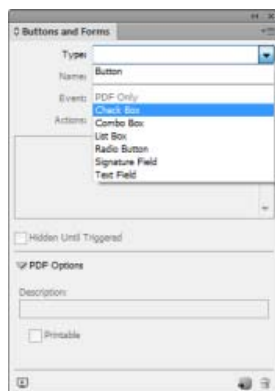 Buttons and Forms
Type:
Button
Name:
Event:
PDF Only
Check Box
Actions:
Combo Box
List Box
Radio Button
Signature Field
Text Field
Hidden Until Triggered
PDF Options
Description:
Printable